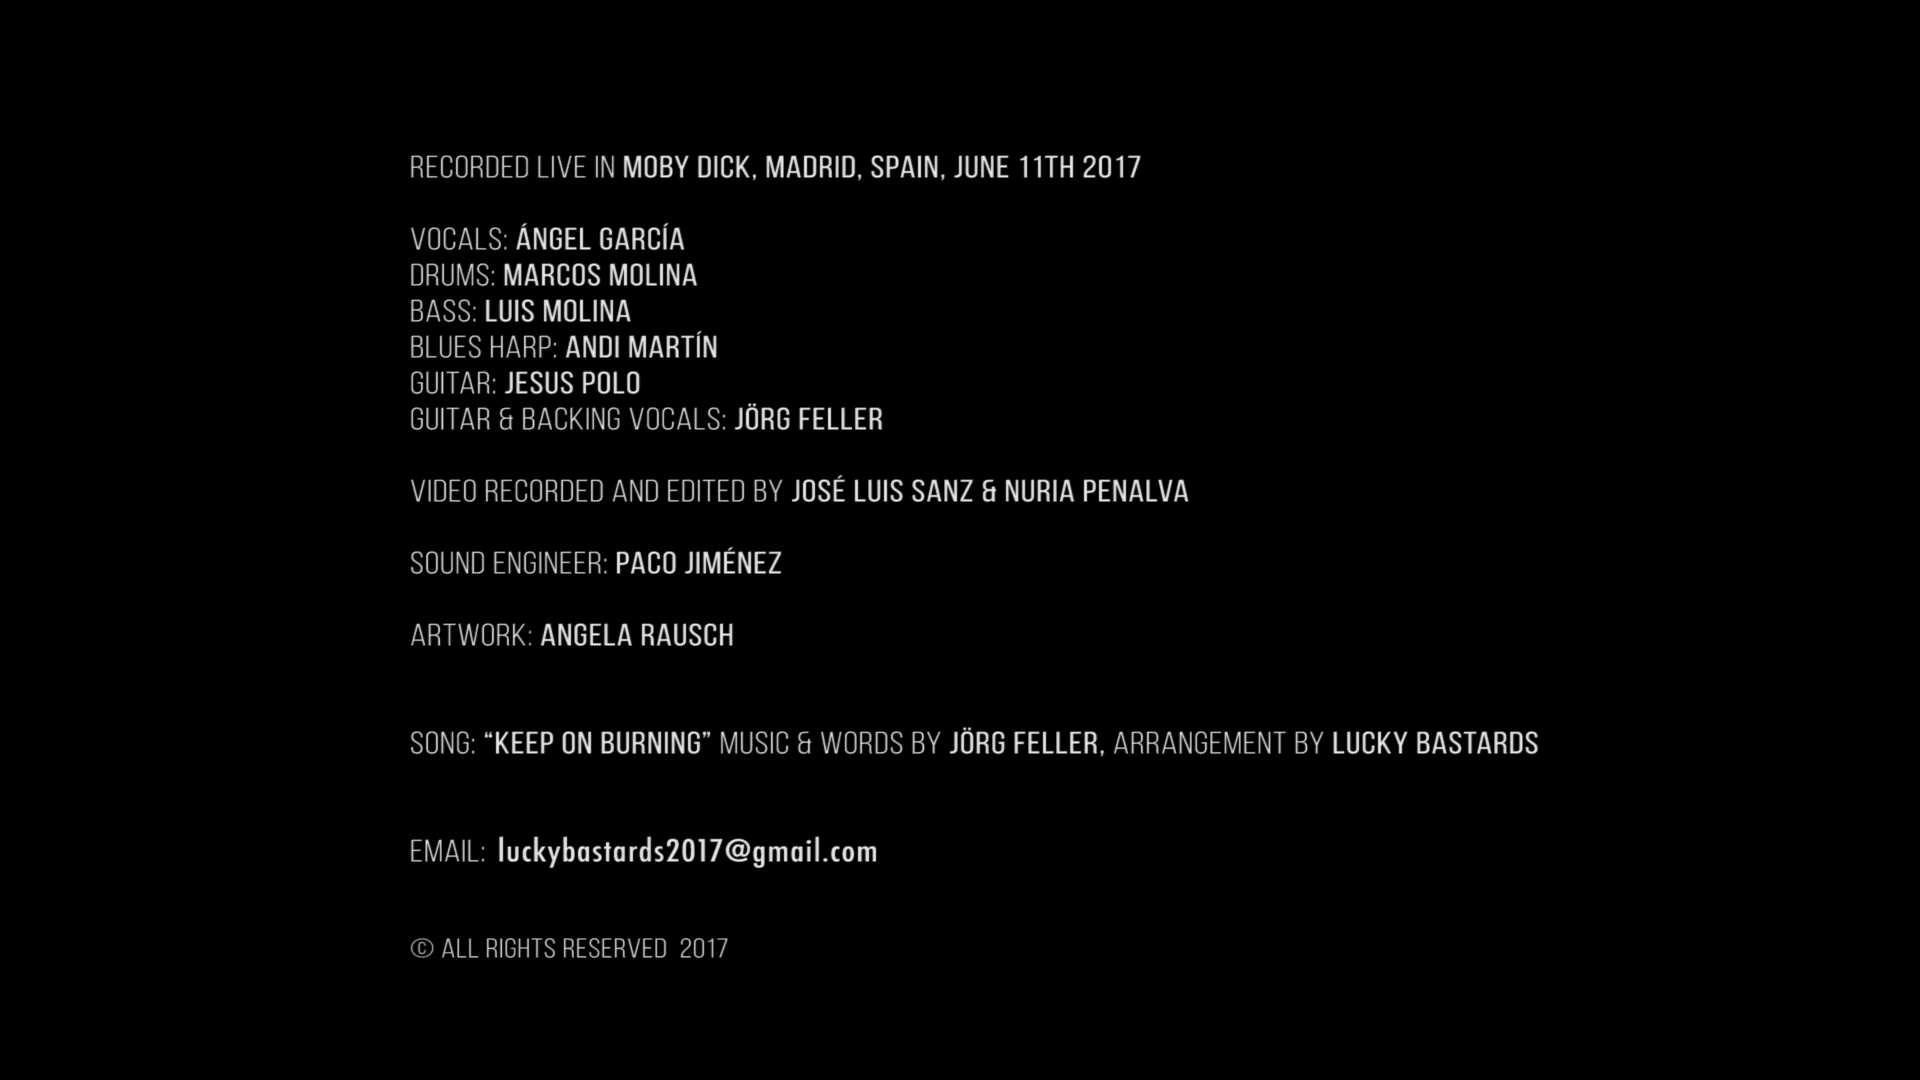 RECORDED LIVE IN MOBY DICK, MADRID, SPAIN, JUNE 11TH 2017
VOCALS: ÁNGEL GARCÍA
DRUMS: MARCOS MOLINA
BASS: LUIS MOLINA
BLUES HARP: ANDI MARTÍN
GUITAR: JESUS POLO
GUITAR & BACKING VOCALS: JÖRG FELLER
VIDEO RECORDED AND EDITED BY JOSÉ LUIS SANZ & NURIA PENALVA
SOUND ENGINEER: PACO JIMÉNEZ
ARTWORK: ANGELA RAUSCH
SONG: “KEEP ON BURNING” MUSIC & WORDS BY JÖRG FELLER, ARRANGEMENT BY LUCKY BASTARDS
EMAIL: luckybastards2017@gmail.com
© ALL RIGHTS RESERVED 2017